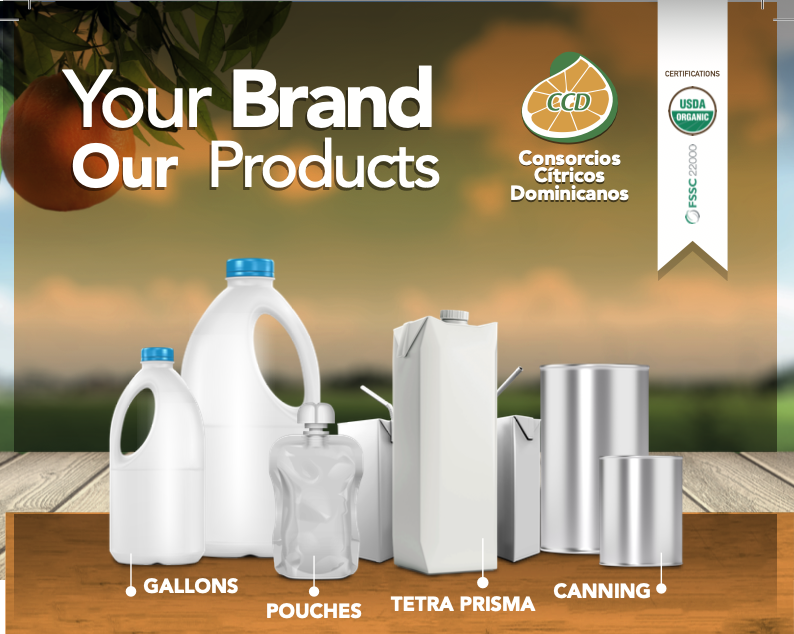 Your Brand
Our Products
CCD
Consorcios
Cítricos
Dominicanos
CERTIFICATIONS
USDA
ORGANIC
FSSC 22000
GALLONS
POUCHES
TETRA PRISMA
CANNING